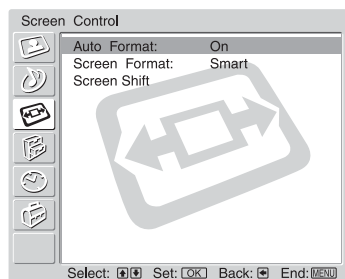 Screen Control
Auto Format: On
Screen Format: Smart
Screen Shift
Select: Set: OK Back: End: MENU